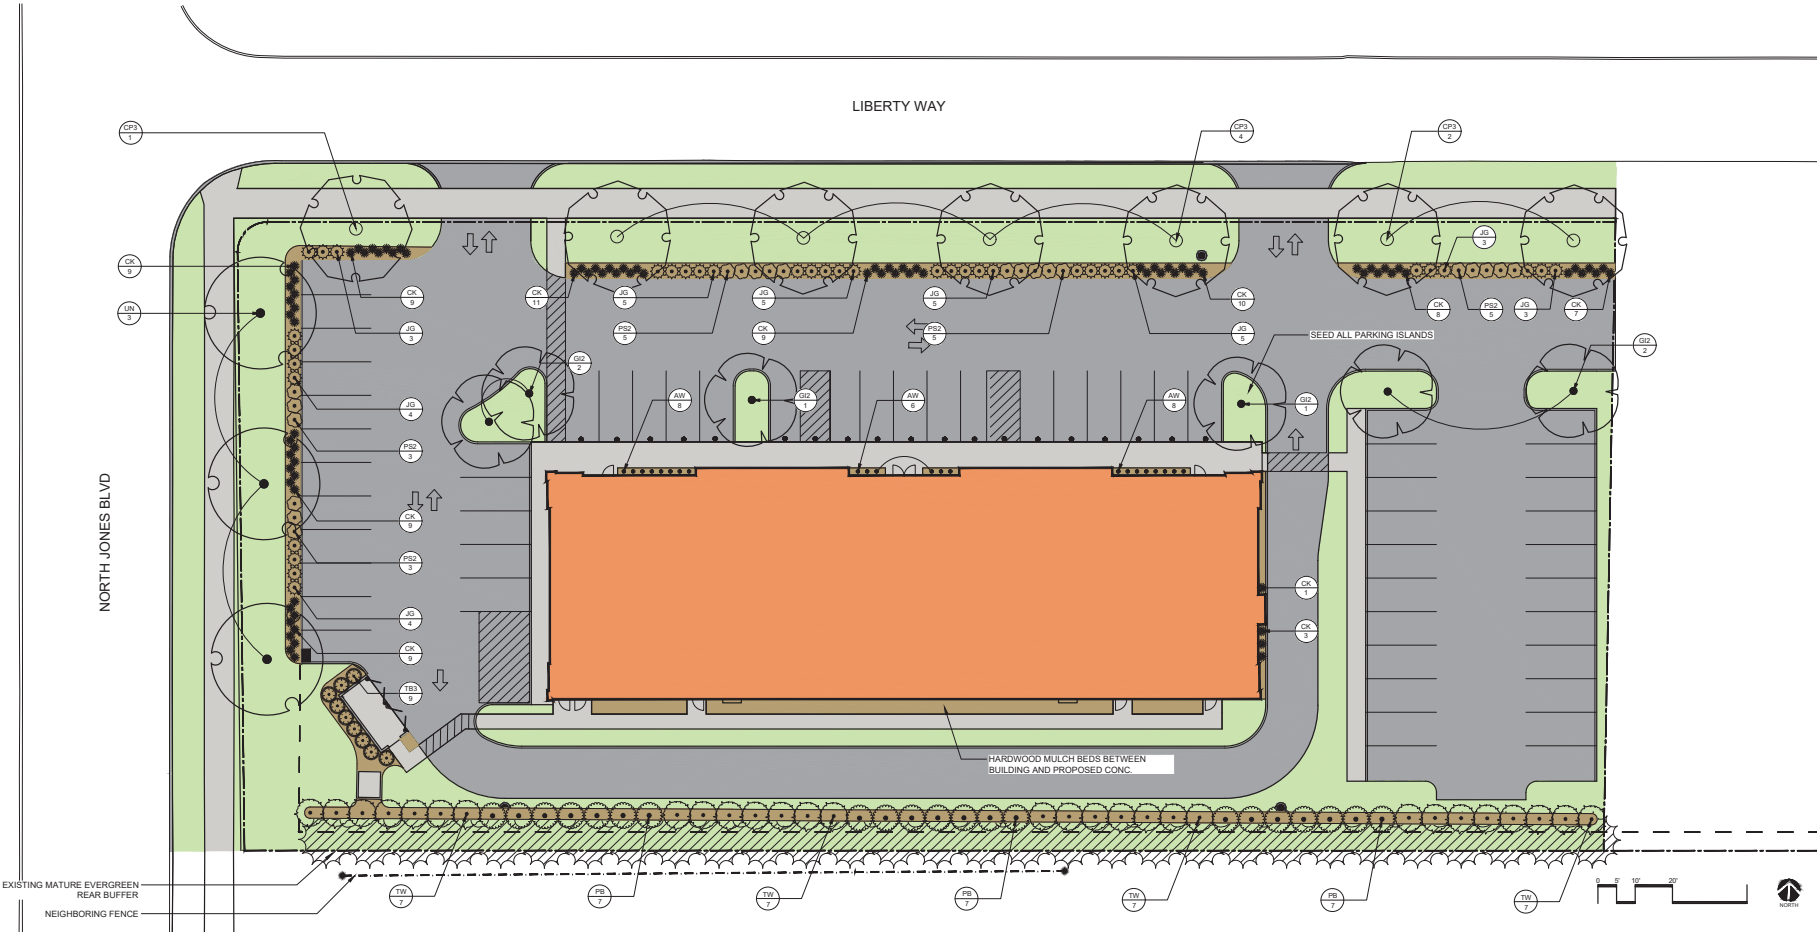 LIBERTY WAY
CP3
1
CP3
4
CP3
2
JG
3
CK
9
UN
3
CK
9
JG
3
CK
11
JG
5
PS2
5
JG
5
CK
9
JG
5
PS2
5
CK
10
JG
5
CK
8
PS2
5
JG
3
CK
7
SEED ALL PARKING ISLANDS
GI2
2
GI2
2
JG
4
AW
8
GI2
1
AW
6
AW
8
GI2
1
PS2
3
NORTH JONES BLVD
CK
9
PS2
3
JG
4
CK
9
TB3
9
CK
1
CK
3
HARDWOOD MULCH BEDS BETWEEN
BUILDING AND PROPOSED CONC.
EXISTING MATURE EVERGREEN
REAR BUFFER
NEIGHBORING FENCE
TW
7
PB
7
TW
7
PB
7
TW
7
PB
7
TW
7
0 5' 10' 20'
NORTH